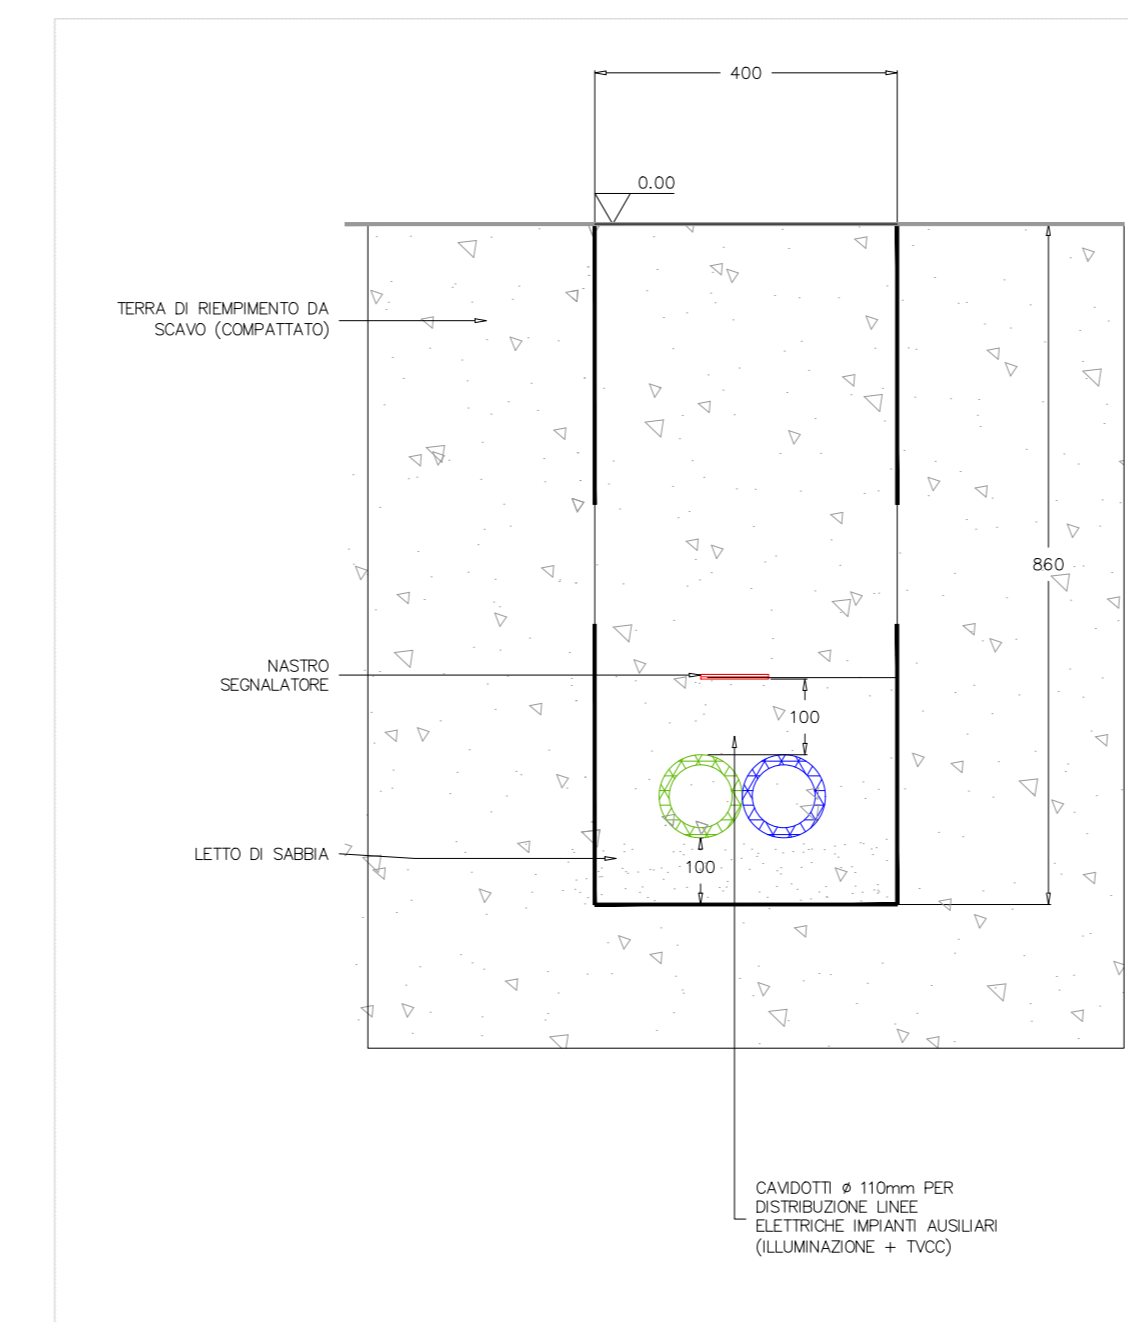 400
0.00
TERRA DI RIEMPIMENTO DA
SCAVO (COMPATTATO)
860
NASTRO
SEGNALATORE
100
LETTO DI SABBIA
100
CAVIDOTTI ø 110mm PER
DISTRIBUZIONE LINEE
ELETTRICHE IMPIANTI AUSILIARI
(ILLUMINAZIONE + TVCC)